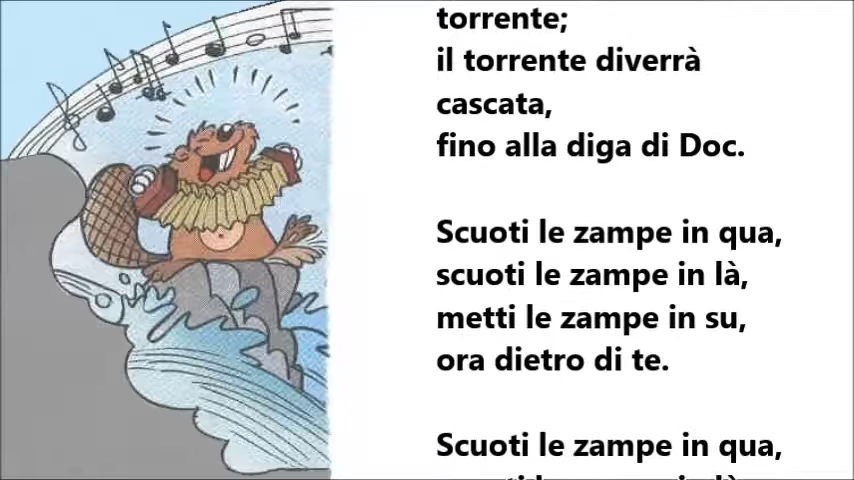 torrente;
il torrente diverrà
cascata,
fino alla diga di Doc.
Scuoti le zampe in qua,
scuoti le zampe in là,
metti le zampe in su,
ora dietro di te.
Scuoti le zampe in qua,